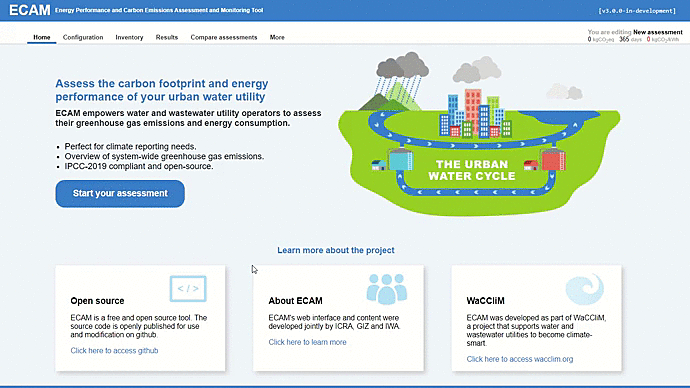 ECAM Energy Performance and Carbon Emissions Assessment and Monitoring Tool
[v3.0.0-in-development]
Home Configuration Inventory Results Compare assessments More
You are editing New assessment
0 kgCO2eq 365 days 0 kgCO2/kWh
Assess the carbon footprint and energy
performance of your urban water utility
ECAM empowers water and wastewater utility operators to assess
their greenhouse gas emissions and energy consumption.
• Perfect for climate reporting needs.
• Overview of system-wide greenhouse gas emissions.
• IPCC-2019 compliant and open-source.
Start your assessment
THE URBAN
WATER CYCLE
Learn more about the project
</>
Open source
ECAM is a free and open source tool. The
source code is openly published for use
and modification on github.
Click here to access github
About ECAM
ECAM's web interface and content were
developed jointly by ICRA, GIZ and IWA.
Click here to learn more
WaCCliM
ECAM was developed as part of WaCCliM,
a project that supports water and
wastewater utilities to become climate-
smart.
Click here to access wacclim.org